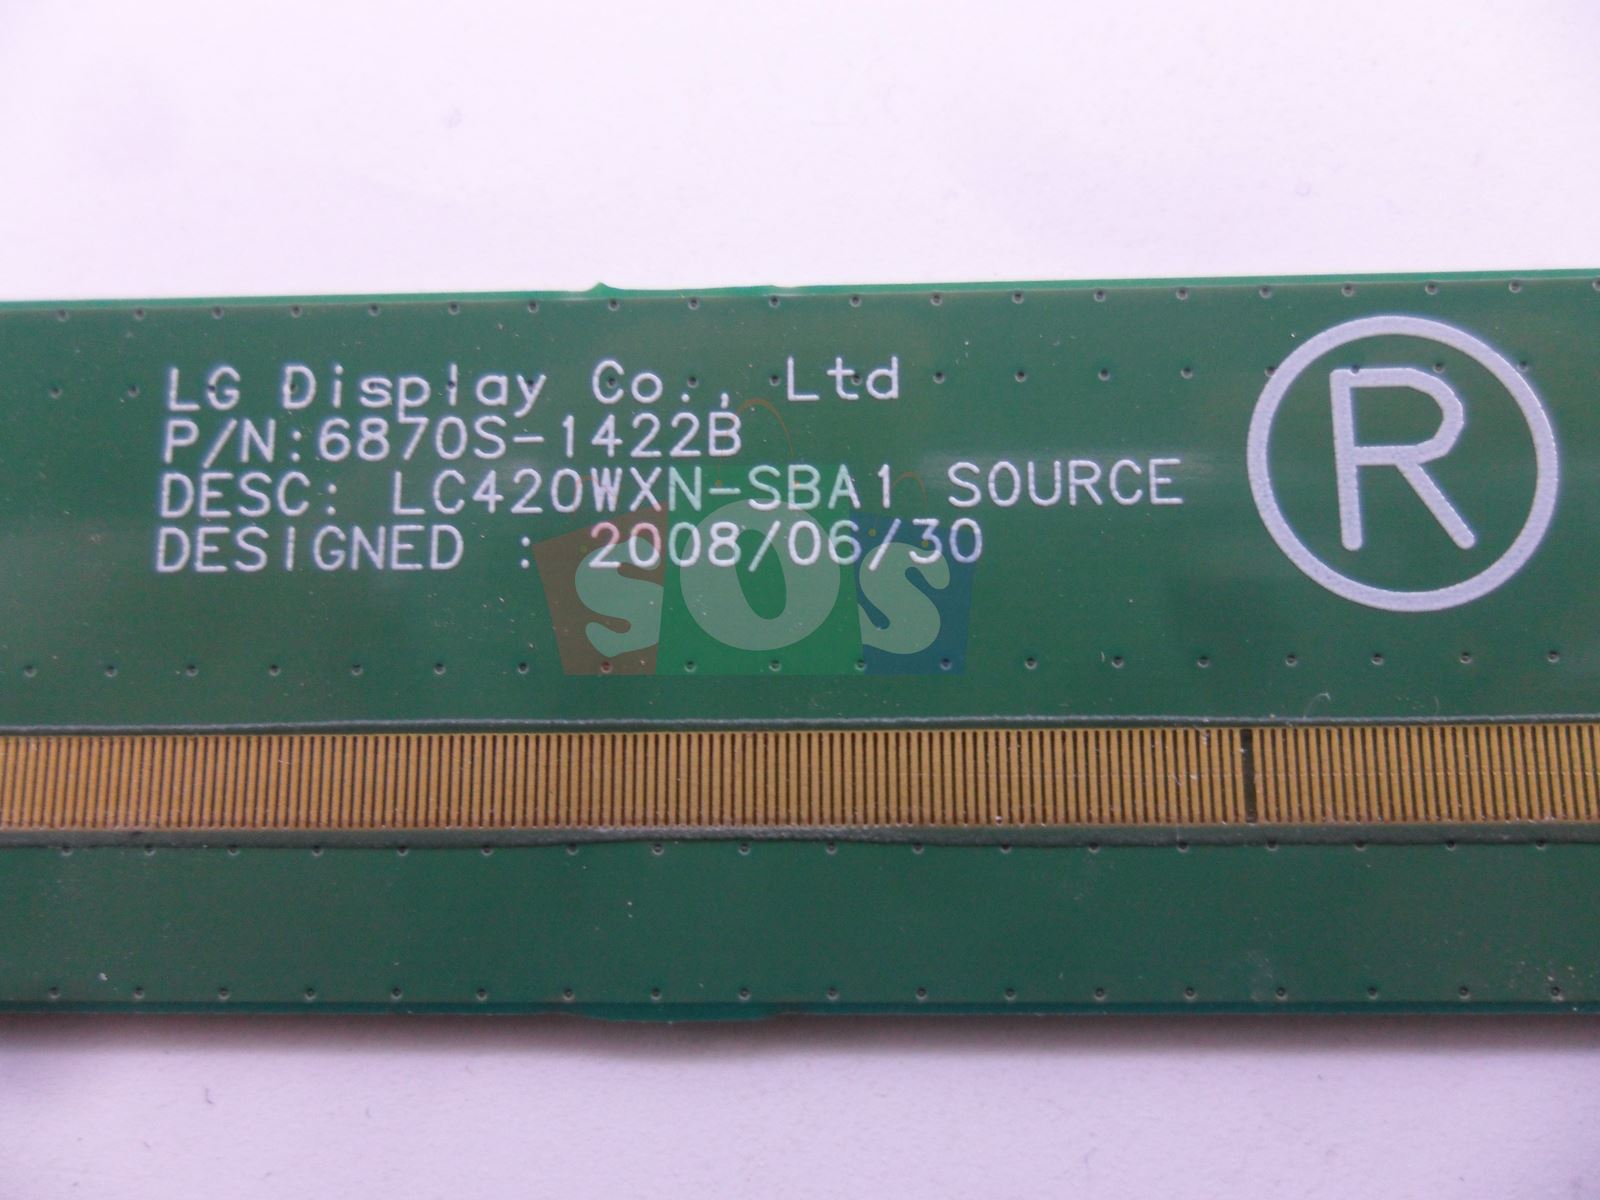 LG Display Co., Ltd
P/N:6870S-1422B
DESC: LC420WXN-SBA1 SOURCE
DESIGNED : 2008/06/30
R
SOS